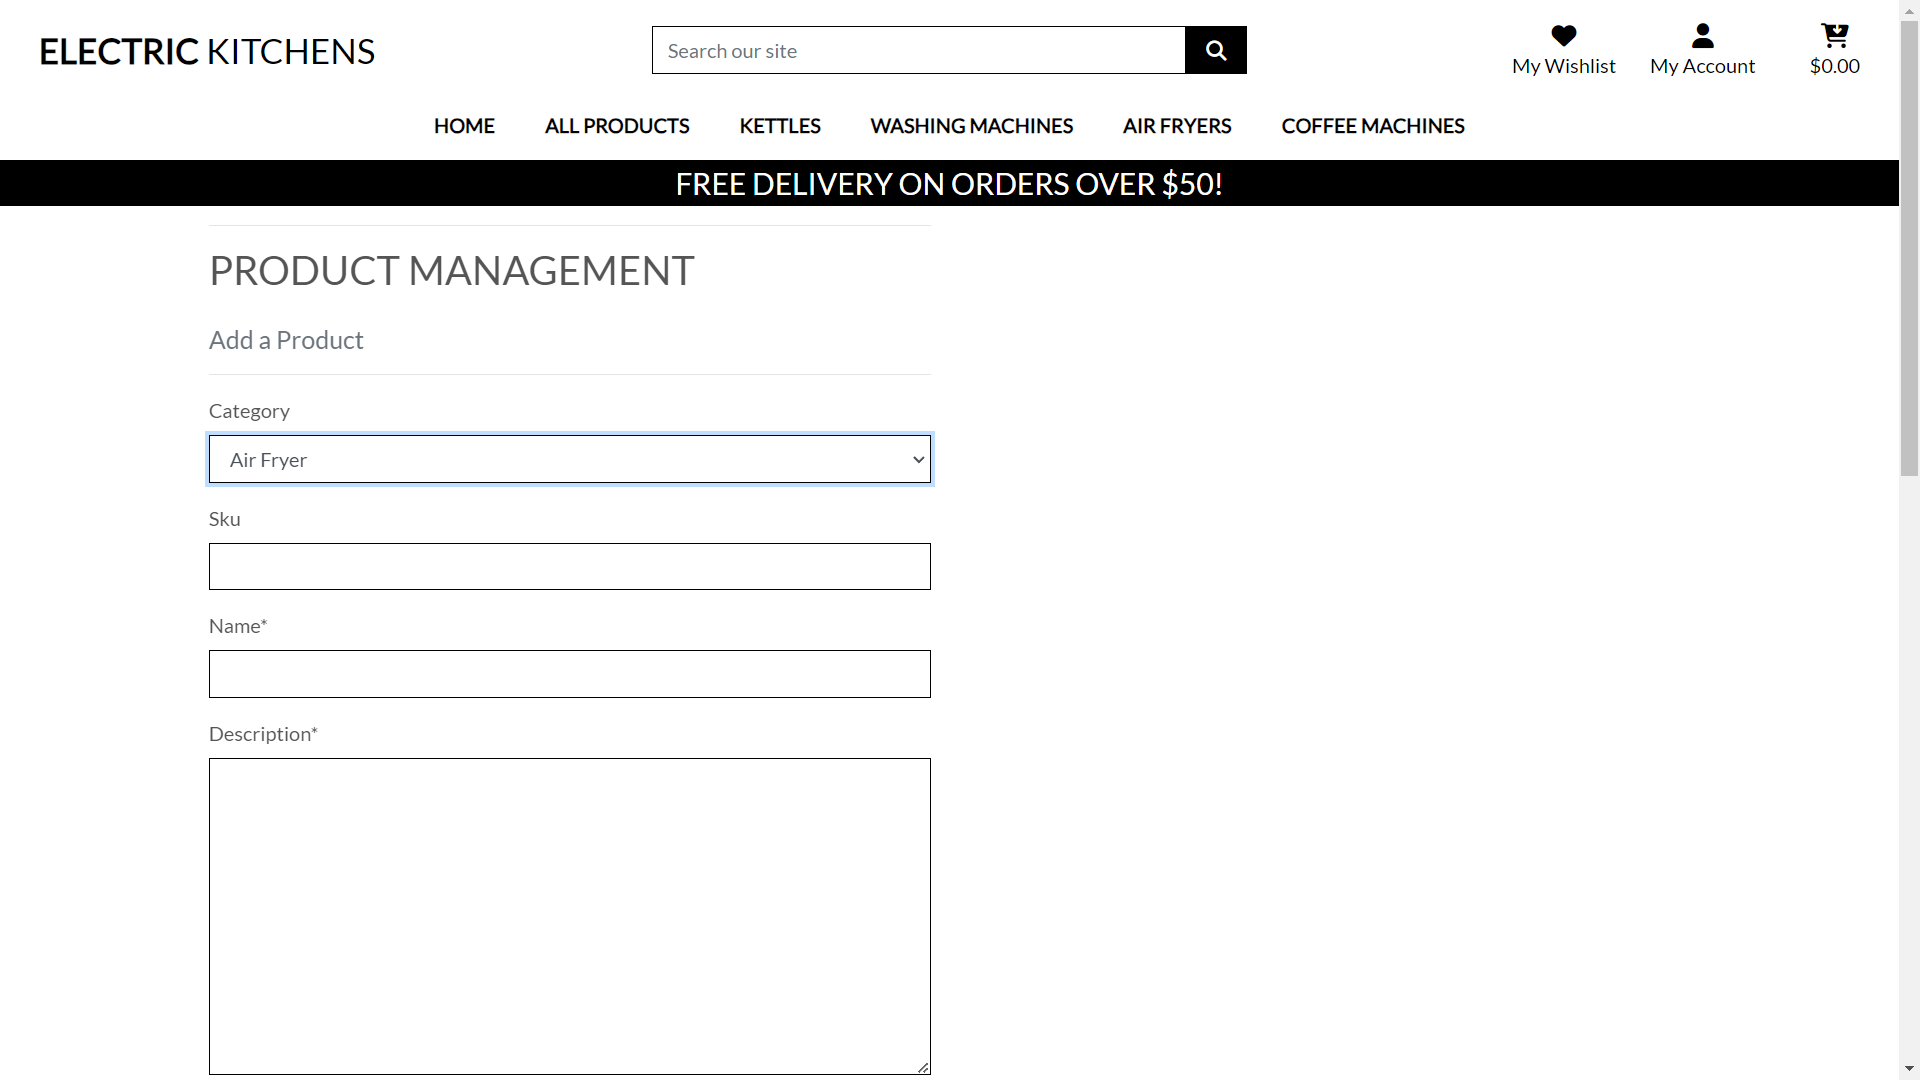 ELECTRIC KITCHENS
Search our site
My Wishlist
My Account
$0.00
HOME
ALL PRODUCTS
KETTLES
WASHING MACHINES
AIR FRYERS
COFFEE MACHINES
FREE DELIVERY ON ORDERS OVER $50!
PRODUCT MANAGEMENT
Add a Product
Category
Air Fryer
Sku
Name*
Description*